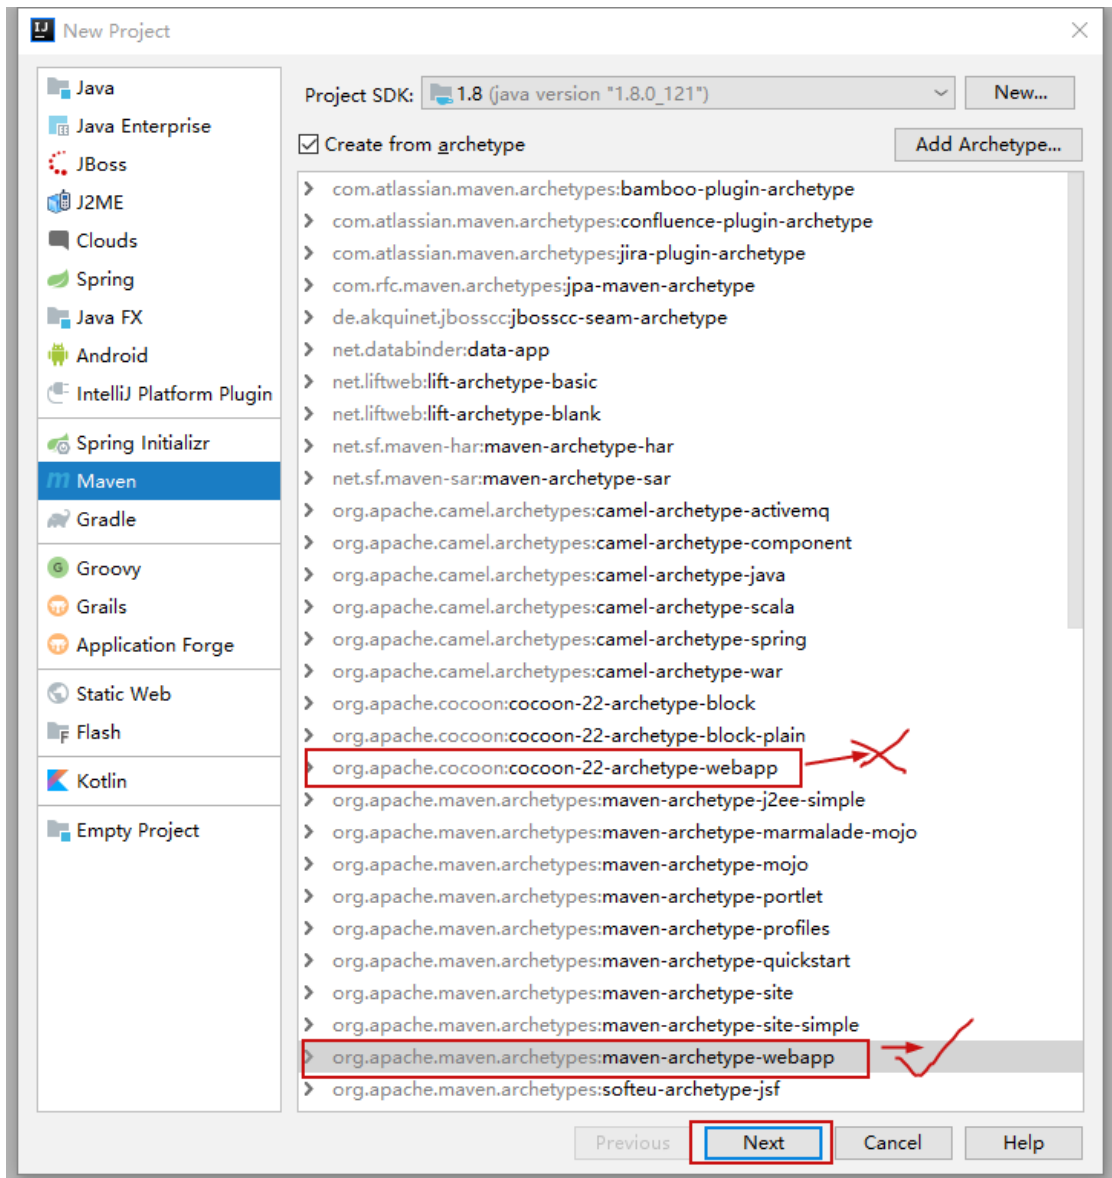 New Project
Java
Java Enterprise
JBoss
J2ME
Clouds
Spring
Java FX
Android
IntelliJ Platform Plugin
Spring Initializr
Maven
Gradle
Groovy
Grails
Application Forge
Static Web
Flash
Kotlin
Empty Project
Project SDK: 1.8 (java version "1.8.0_121") New...
Create from archetype Add Archetype...
com.atlassian.maven.archetypes:bamboo-plugin-archetype
com.atlassian.maven.archetypes:confluence-plugin-archetype
com.atlassian.maven.archetypes:jira-plugin-archetype
com.rfc.maven.archetypes:jpa-maven-archetype
de.akquinet.jbosscc:jbosscc-seam-archetype
net.databinder:data-app
net.liftweb:lift-archetype-basic
net.liftweb:lift-archetype-blank
net.sf.maven-har:maven-archetype-har
net.sf.maven-sar:maven-archetype-sar
org.apache.camel.archetypes:camel-archetype-activemq
org.apache.camel.archetypes:camel-archetype-component
org.apache.camel.archetypes:camel-archetype-java
org.apache.camel.archetypes:camel-archetype-scala
org.apache.camel.archetypes:camel-archetype-spring
org.apache.camel.archetypes:camel-archetype-war
org.apache.cocoon:cocoon-22-archetype-block
org.apache.cocoon:cocoon-22-archetype-block-plain
org.apache.cocoon:cocoon-22-archetype-webapp
org.apache.maven.archetypes:maven-archetype-j2ee-simple
org.apache.maven.archetypes:maven-archetype-marmalade-mojo
org.apache.maven.archetypes:maven-archetype-mojo
org.apache.maven.archetypes:maven-archetype-portlet
org.apache.maven.archetypes:maven-archetype-profiles
org.apache.maven.archetypes:maven-archetype-quickstart
org.apache.maven.archetypes:maven-archetype-site
org.apache.maven.archetypes:maven-archetype-site-simple
org.apache.maven.archetypes:maven-archetype-webapp
org.apache.maven.archetypes:softeu-archetype-jsf
Previous Next Cancel Help